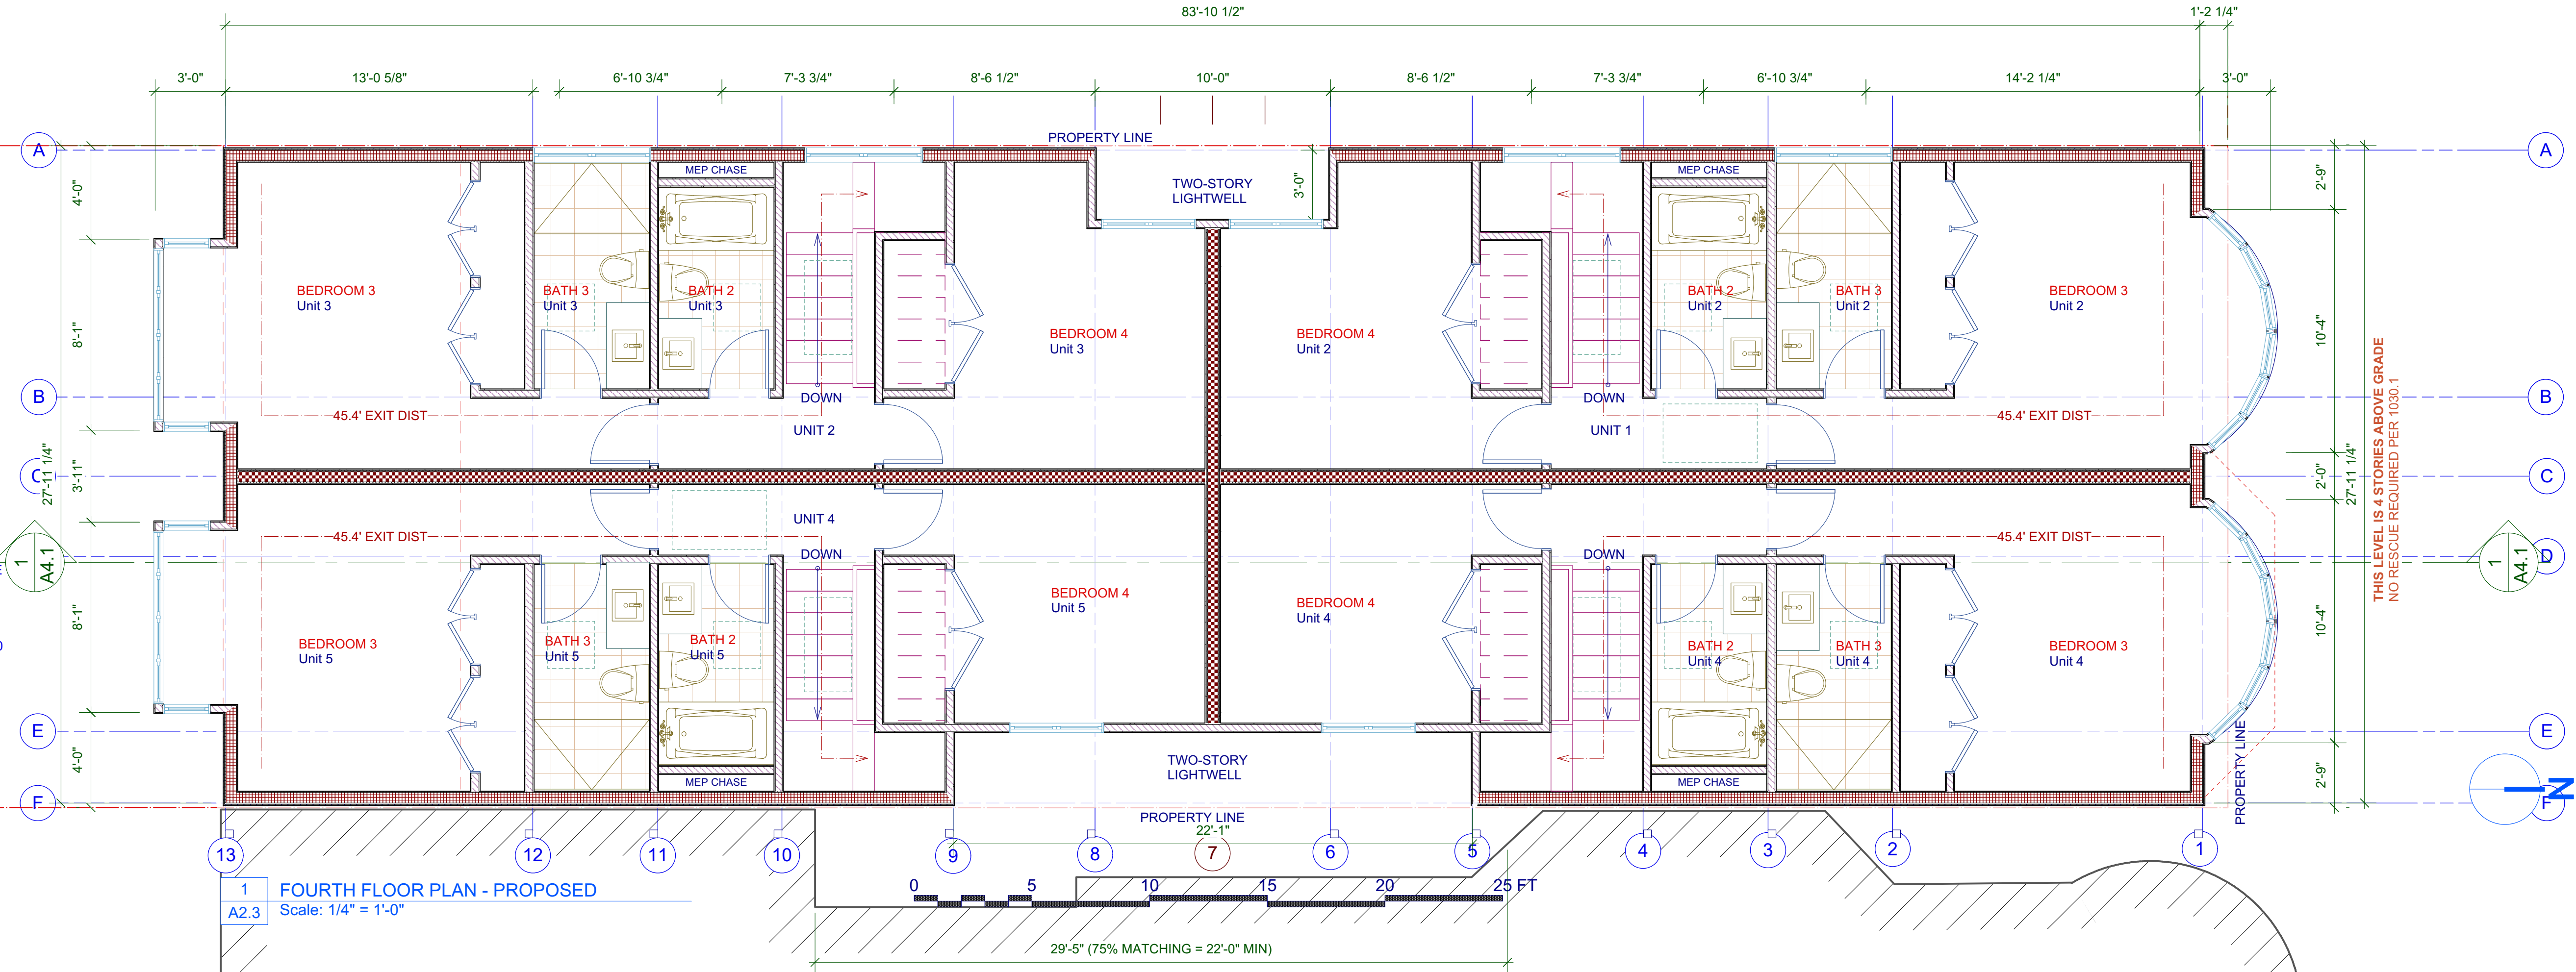 83'-10 1/2"
1'-2 1/4"
3'-0"
13'-0 5/8"
6'-10 3/4"
7'-3 3/4"
8'-6 1/2"
10'-0"
8'-6 1/2"
7'-3 3/4"
6'-10 3/4"
14'-2 1/4"
3'-0"
PROPERTY LINE
A
A
MEP CHASE
TWO-STORY
LIGHTWELL
3'-0"
MEP CHASE
4'-0"
2'-9"
BEDROOM 3
Unit 3
BATH 3
Unit 3
BATH 2
Unit 3
BEDROOM 4
Unit 3
BEDROOM 4
Unit 2
BATH 2
Unit 2
BATH 3
Unit 2
BEDROOM 3
Unit 2
8'-1"
10'-4"
B
DOWN
DOWN
B
45.4' EXIT DIST
UNIT 2
UNIT 1
45.4' EXIT DIST
THIS LEVEL IS 4 STORIES ABOVE GRADE
NO RESCUE REQUIRED PER 1030.1
C
27'-11 1/4"
3'-11"
2'-0"
27'-11 1/4"
C
45.4' EXIT DIST
UNIT 4
45.4' EXIT DIST
1
A4.1
DOWN
DOWN
1
A4.1
D
8'-1"
10'-4"
BEDROOM 3
Unit 5
BATH 3
Unit 5
BATH 2
Unit 5
BEDROOM 4
Unit 5
BEDROOM 4
Unit 4
BATH 2
Unit 4
BATH 3
Unit 4
BEDROOM 3
Unit 4
E
E
4'-0"
TWO-STORY
LIGHTWELL
PROPERTY LINE
2'-9"
MEP CHASE
MEP CHASE
N
F
F
PROPERTY LINE
22'-1"
13
12
11
10
9
8
7
6
5
4
3
2
1
1
A2.3
FOURTH FLOOR PLAN - PROPOSED
Scale: 1/4" = 1'-0"
0
5
10
15
20
25 FT
29'-5" (75% MATCHING = 22'-0" MIN)